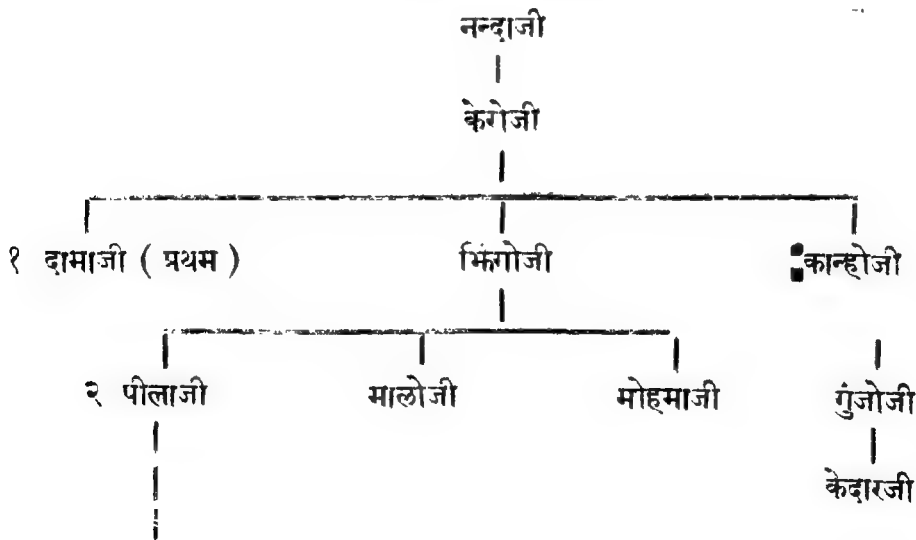 नन्दाजी
केरोजी
१ दामाजी ( प्रथम ) झिंगोजी कान्होजी
२ पीलाजी मालोजी मोहमाजी गुंजोजी
केदारजी